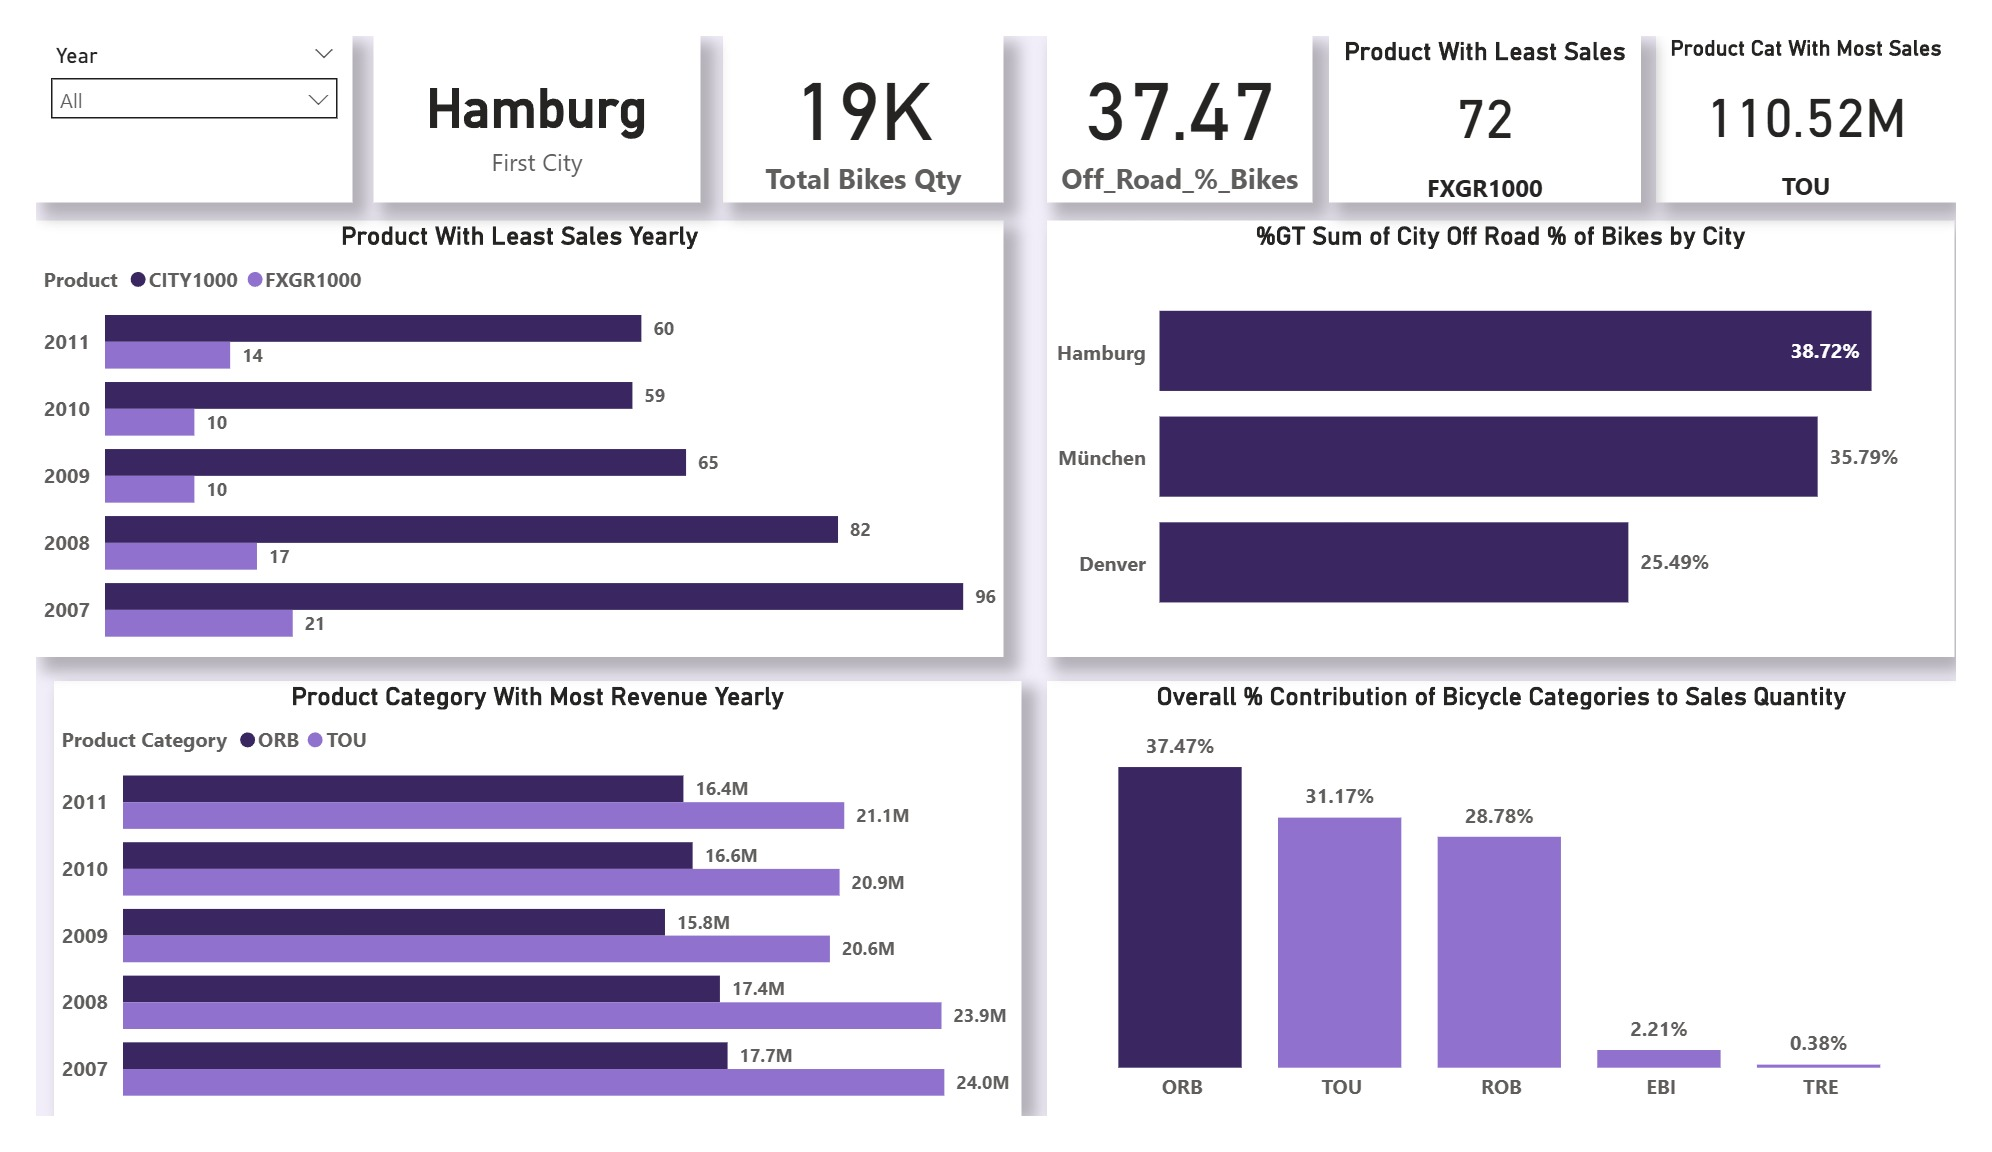 Year
All
Hamburg
First City
19K
Total Bikes Qty
37.47
Off_Road_%_Bikes
Product With Least Sales
72
FXGR1000
Product Cat With Most Sales
110.52M
TOU
Product With Least Sales Yearly
Product CITY1000 FXGR1000
2011
60
14
2010
59
10
2009
65
10
2008
82
17
2007
96
21
%GT Sum of City Off Road % of Bikes by City
Hamburg
38.72%
München
35.79%
Denver
25.49%
Product Category With Most Revenue Yearly
Product Category ORB TOU
2011
16.4M
21.1M
2010
16.6M
20.9M
2009
15.8M
20.6M
2008
17.4M
23.9M
2007
17.7M
24.0M
Overall % Contribution of Bicycle Categories to Sales Quantity
37.47%
31.17%
28.78%
2.21%
0.38%
ORB
TOU
ROB
EBI
TRE